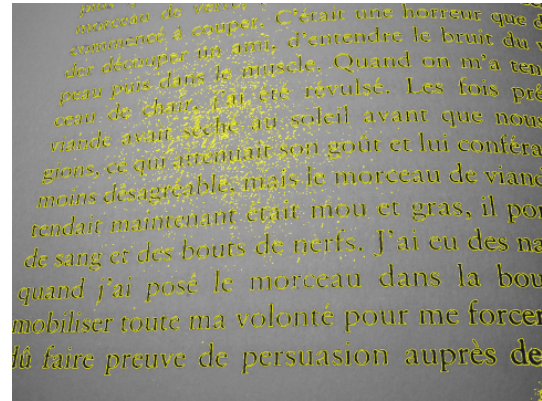 morceau de verre,
commencé à couper. C'était une horreur que d
der découper un ami, d'entendre le bruit du v
peau puis dans le muscle. Quand on m'a ten
ceau de chair, j'ai été révulsé. Les fois pré
viande avait séché au soleil avant que nous
gions, ce qui atténuait son goût et lui conféra
moins désagréable, mais le morceau de viand
tendait maintenant était mou et gras, il por
de sang et des bouts de nerfs. J'ai eu des na
quand j'ai posé le morceau dans la bou
mobiliser toute ma volonté pour me forcer
dû faire preuve de persuasion auprès de